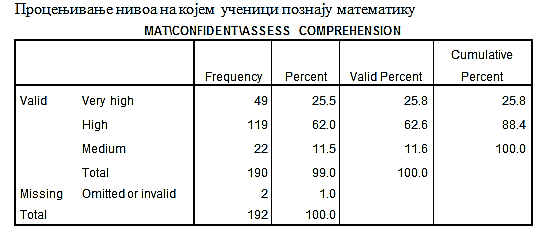 Процењивање нивоа на којем ученици познају математику
MAT\CONFIDENT\ASSESS COMPREHENSION
Frequency Percent Valid Percent Cumulative Percent
Valid Very high 49 25.5 25.8 25.8
High 119 62.0 62.6 88.4
Medium 22 11.5 11.6 100.0
Total 190 99.0 100.0
Missing Omitted or invalid 2 1.0
Total 192 100.0